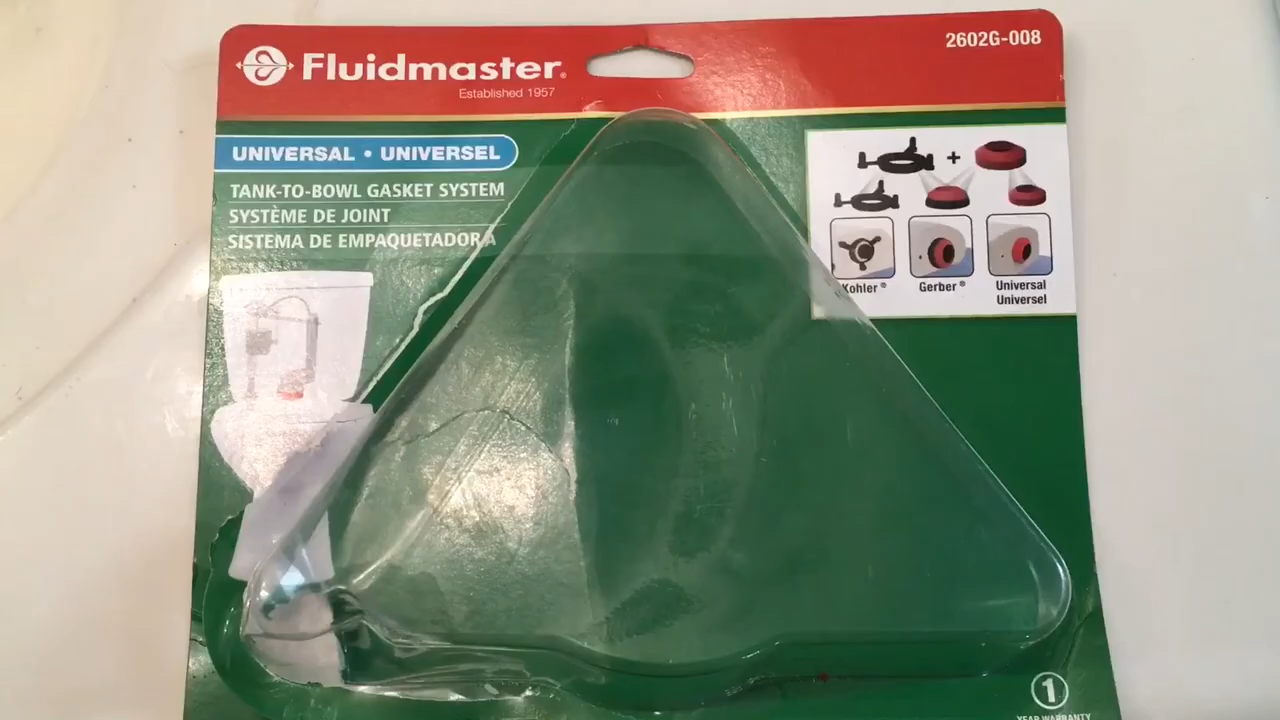 Fluidmaster®
Established 1957
2602G-008
UNIVERSAL • UNIVERSEL
TANK-TO-BOWL GASKET SYSTEM
SYSTÈME DE JOINT
SISTEMA DE EMPAQUETADORA
+
Kohler®
Gerber®
Universal
Universel
1
YEAR WARRANTY